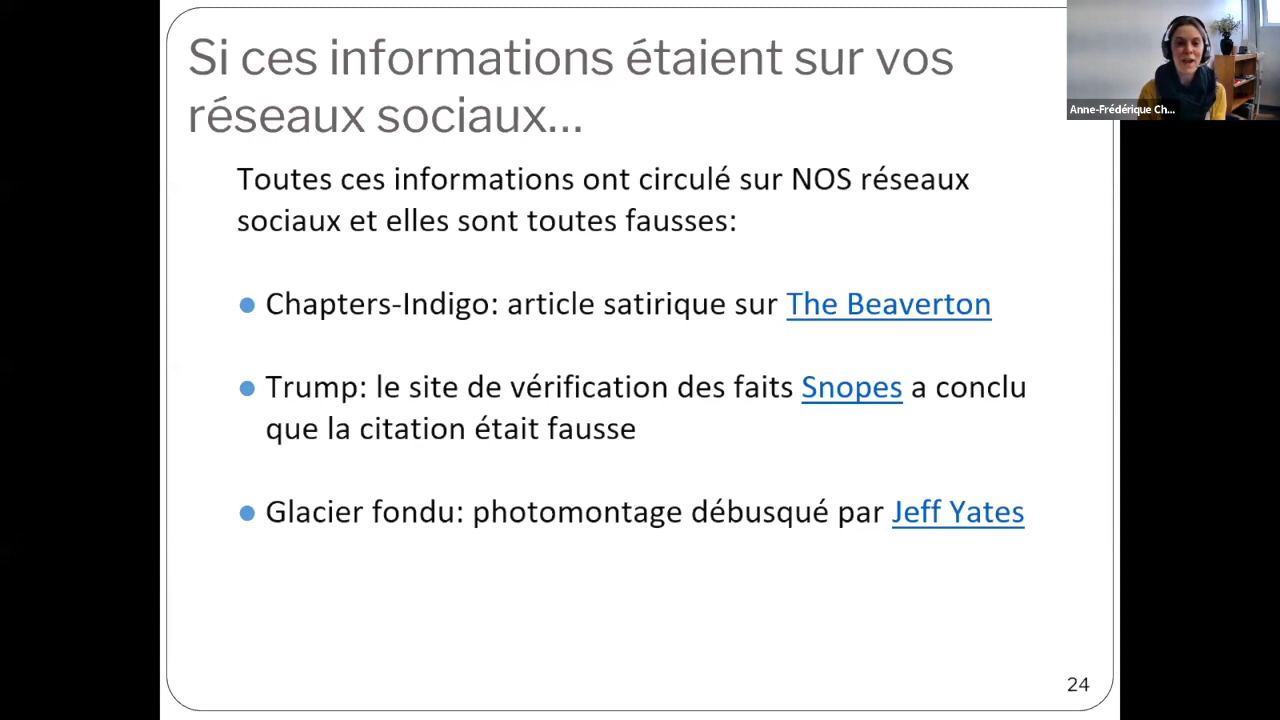 Si ces informations étaient sur vos
réseaux sociaux...
Anne-Frédérique Ch...
Toutes ces informations ont circulé sur NOS réseaux
sociaux et elles sont toutes fausses:
● Chapters-Indigo: article satirique sur The Beaverton
● Trump: le site de vérification des faits Snopes a conclu
que la citation était fausse
● Glacier fondu: photomontage débusqué par Jeff Yates
24